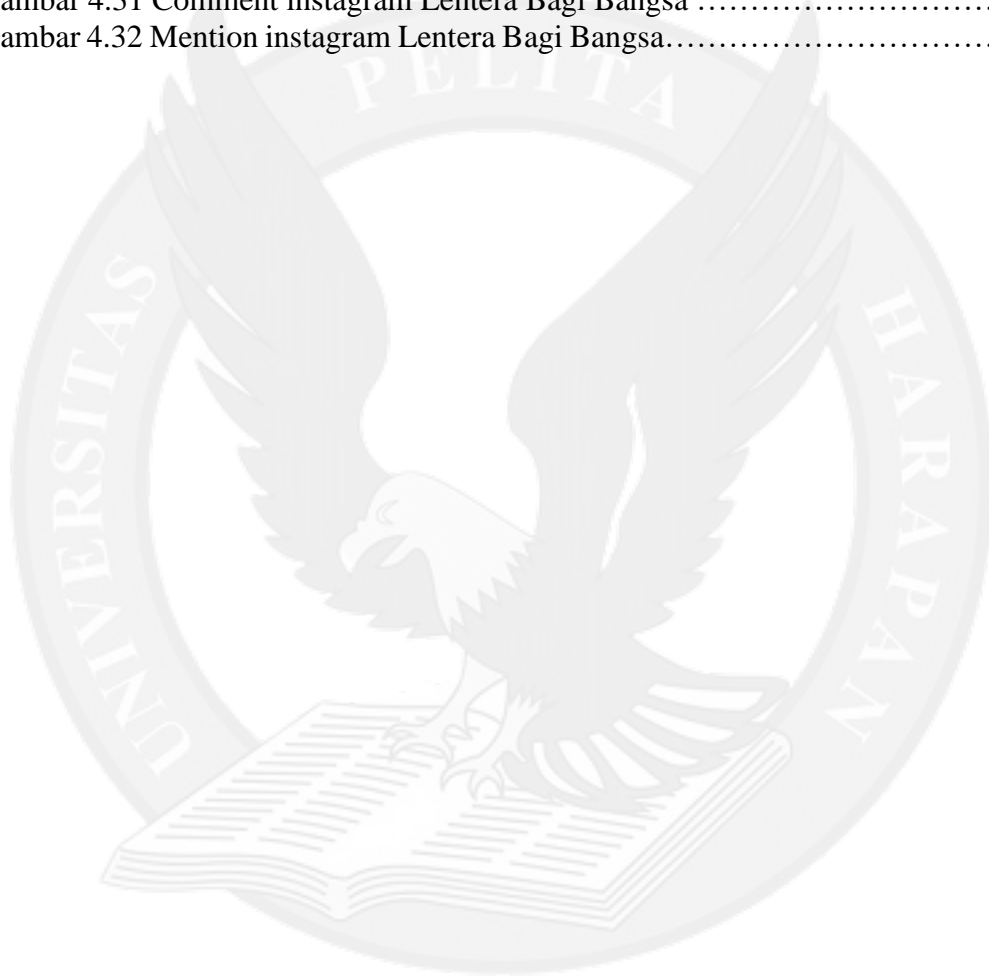 ambar 4.31 Comment instagram Lentera Bagi Bangsa ……………………………
ambar 4.32 Mention instagram Lentera Bagi Bangsa……………………………
UNIVERSITAS PELITA HARAPAN